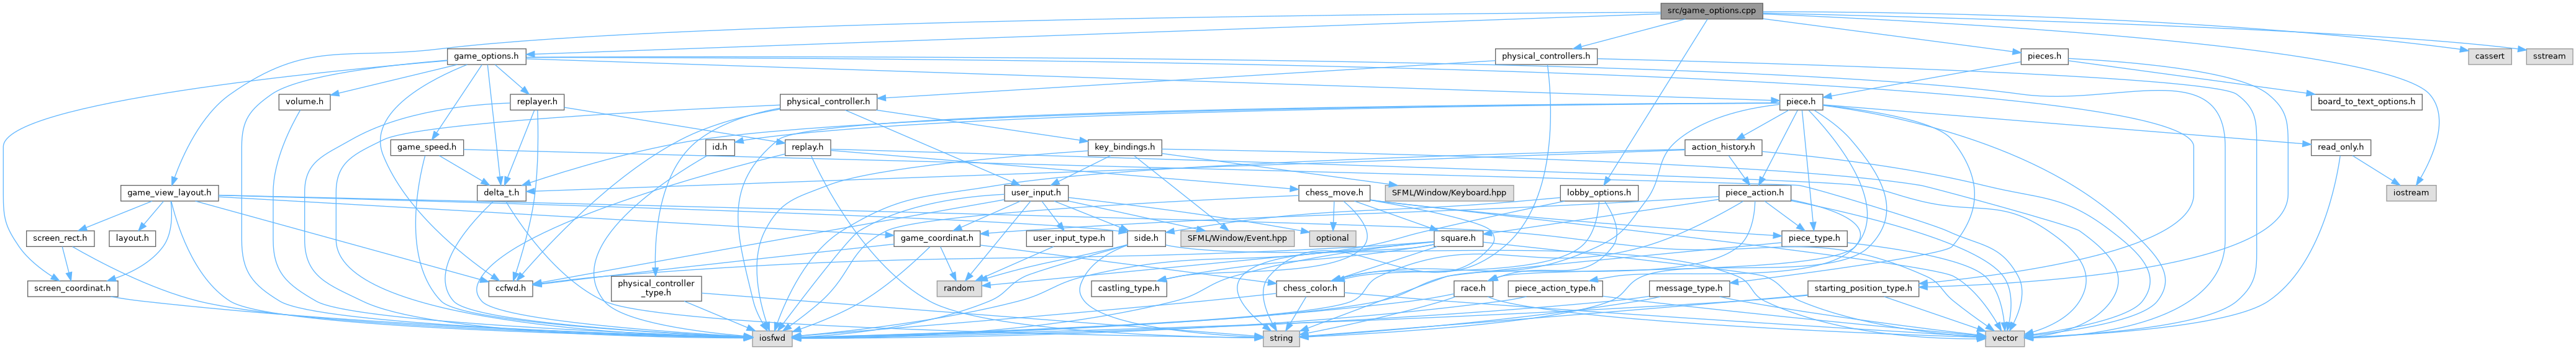 src/game_options.cpp
game_options.h
physical_controllers.h
pieces.h
cassert
sstream
volume.h
replayer.h
physical_controller.h
piece.h
board_to_text_options.h
game_speed.h
id.h
replay.h
key_bindings.h
action_history.h
read_only.h
game_view_layout.h
delta_t.h
user_input.h
chess_move.h
SFML/Window/Keyboard.hpp
lobby_options.h
piece_action.h
iostream
screen_rect.h
layout.h
game_coordinat.h
user_input_type.h
side.h
SFML/Window/Event.hpp
optional
square.h
piece_type.h
screen_coordinat.h
ccfwd.h
physical_controller
_type.h
random
castling_type.h
chess_color.h
race.h
piece_action_type.h
message_type.h
starting_position_type.h
iosfwd
string
vector